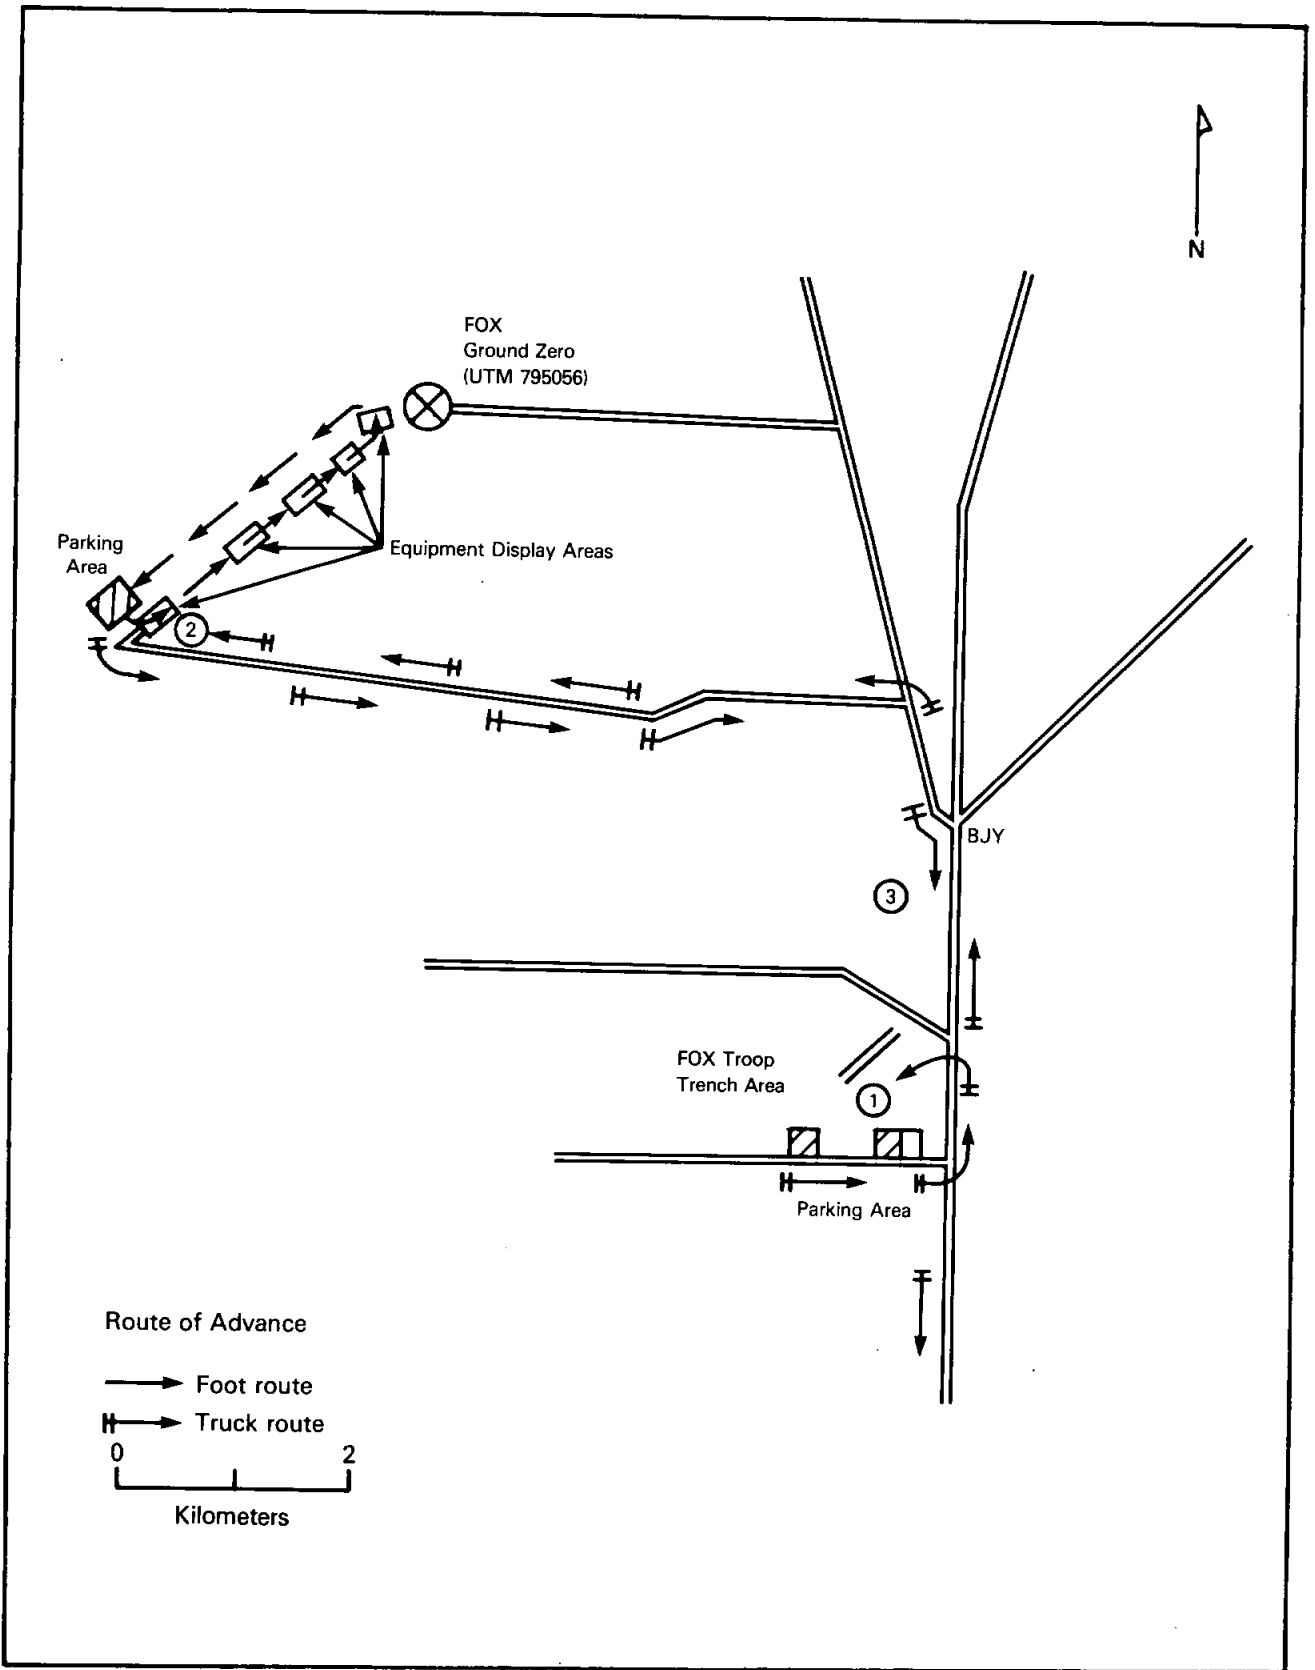 N
FOX
Ground Zero
(UTM 795056)
Parking
Area
Equipment Display Areas
2
BJY
3
FOX Troop
Trench Area
1
Parking Area
Route of Advance
Foot route
Truck route
0 2
Kilometers